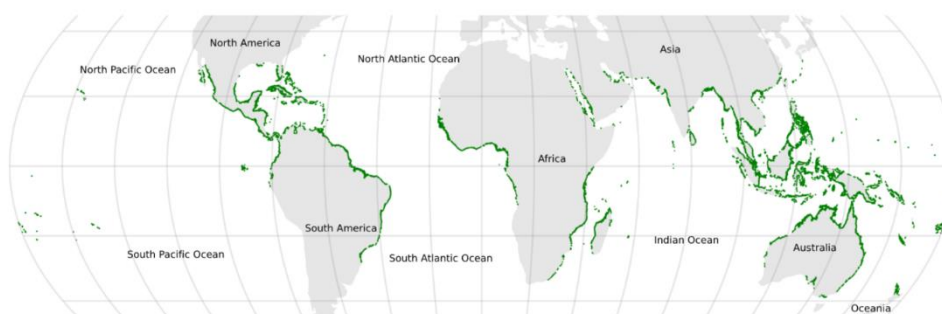 North America
Asia
North Atlantic Ocean
North Pacific Ocean
Africa
South America
Indian Ocean
Australia
South Pacific Ocean
South Atlantic Ocean
Oceania